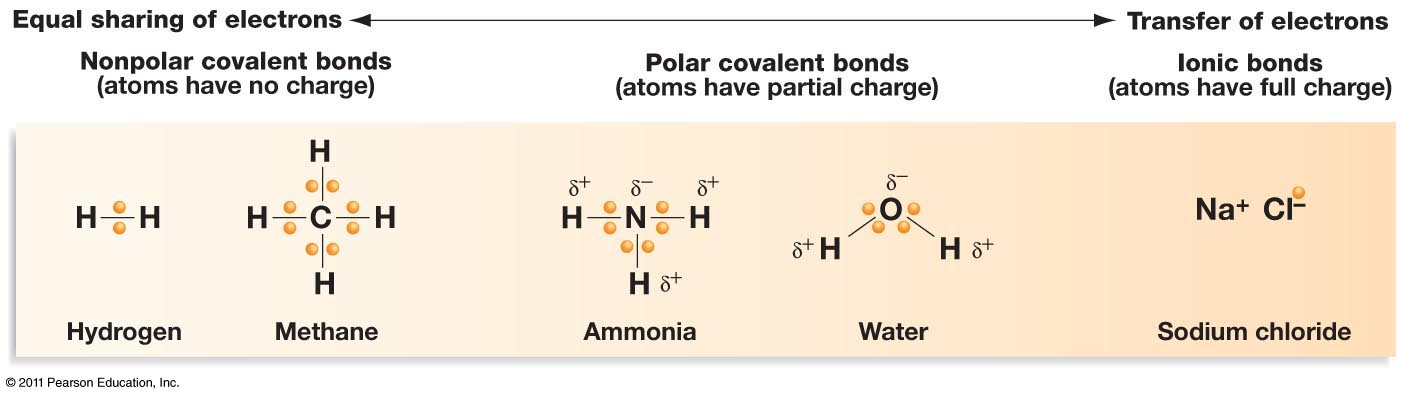 Equal sharing of electrons Transfer of electrons
Nonpolar covalent bonds Polar covalent bonds Ionic bonds
(atoms have no charge) (atoms have partial charge) (atoms have full charge)
H
δ+ δ– δ+ δ–
H H H C H H N H O Na+ Cl–
δ+ H H δ+
H H δ+
Hydrogen Methane Ammonia Water Sodium chloride
© 2011 Pearson Education, Inc.